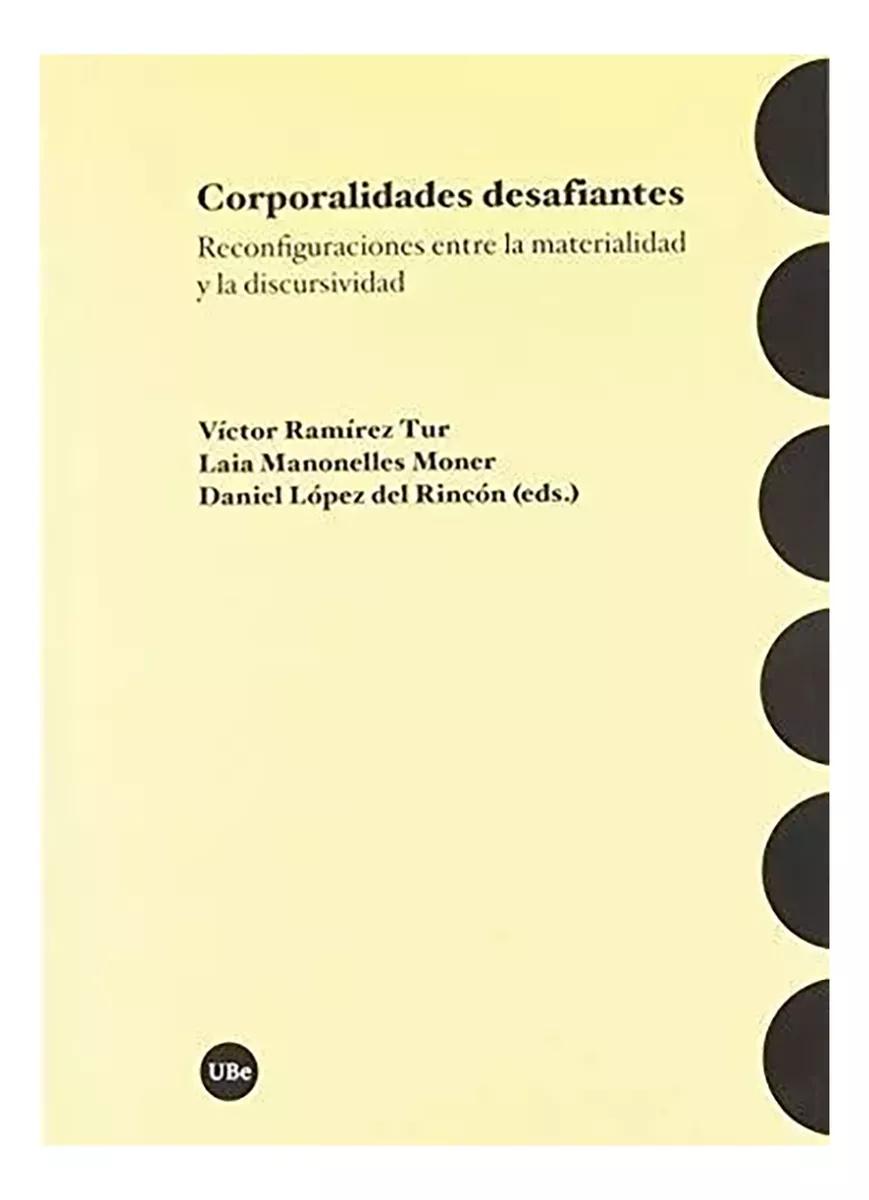 Corporalidades desafiantes
Reconfiguraciones entre la materialidad
y la discursividad
Víctor Ramírez Tur
Laia Manonelles Moner
Daniel López del Rincón (eds.)
UBe